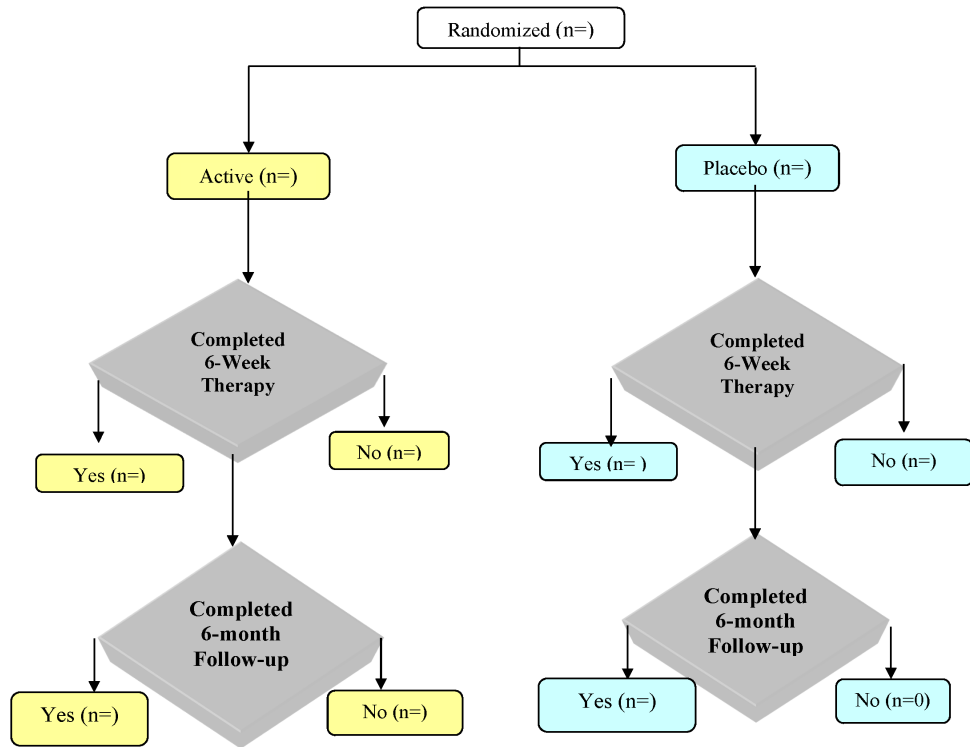 Randomized (n=)
Active (n=)
Placebo (n=)
Completed
6-Week
Therapy
Completed
6-Week
Therapy
Yes (n=)
No (n=)
Yes (n= )
No (n=)
Completed
6-month
Follow-up
Completed
6-month
Follow-up
Yes (n=)
No (n=)
Yes (n=)
No (n=0)